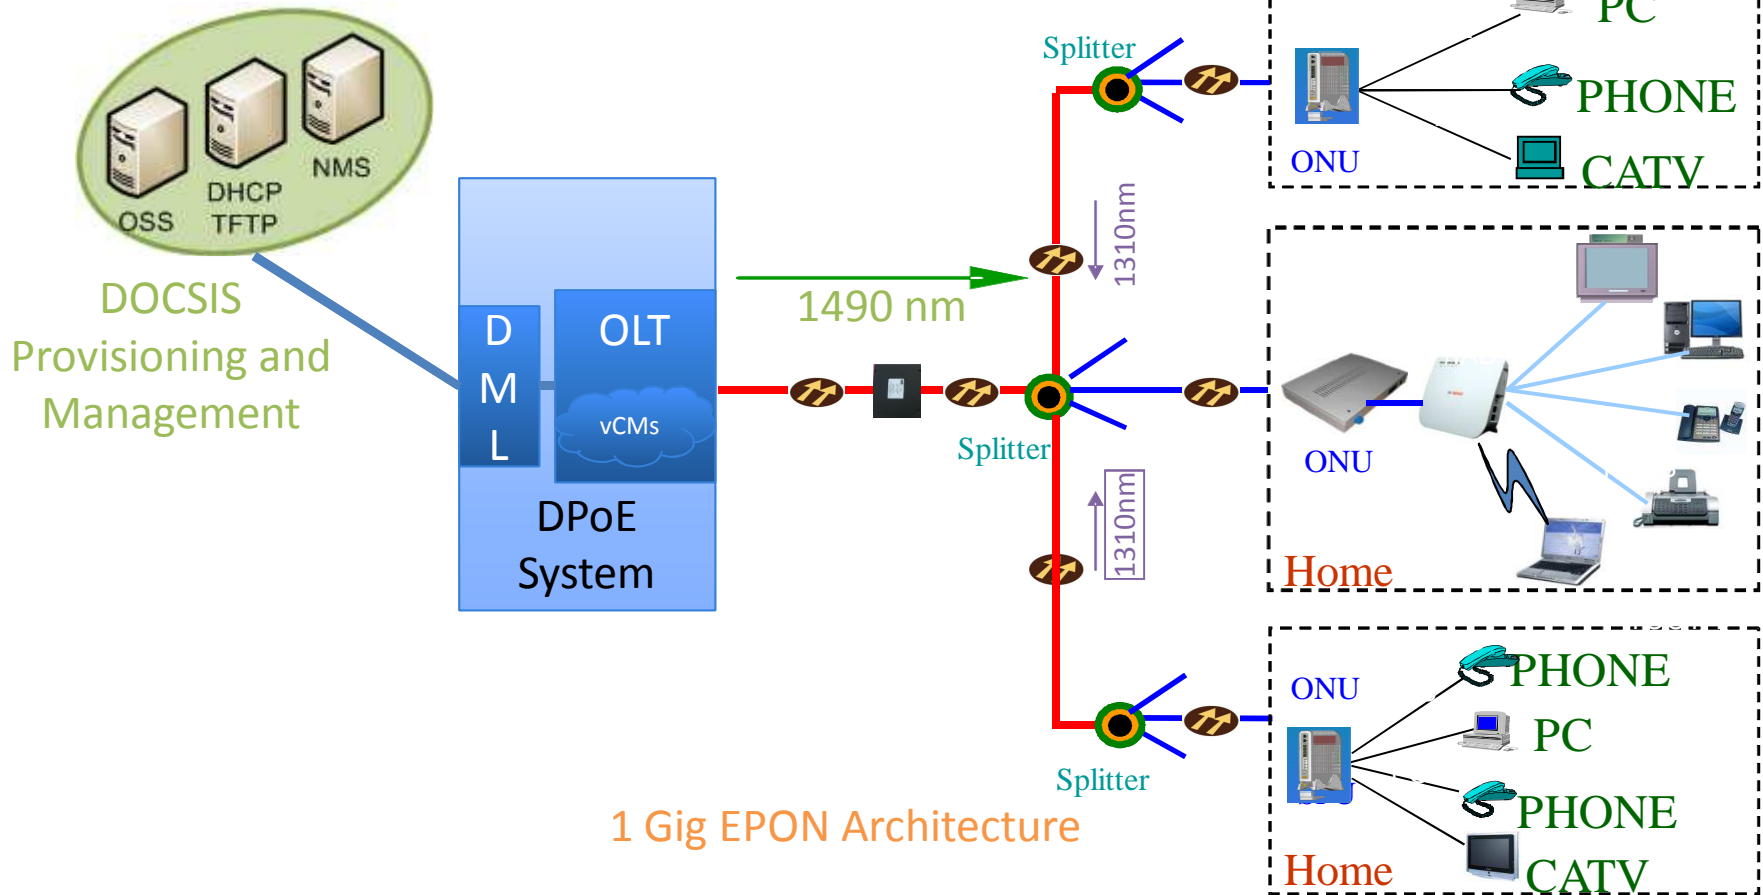 OSS
DHCP
TFTP
NMS
DOCSIS
Provisioning and
Management
D
M
L
OLT
vCMs
DPoE
System
1490 nm
Splitter
1310nm
Splitter
1310nm
Splitter
PC
PHONE
ONU
CATV
ONU
Home
ONU
PHONE
PC
PHONE
Home
CATV
1 Gig EPON Architecture